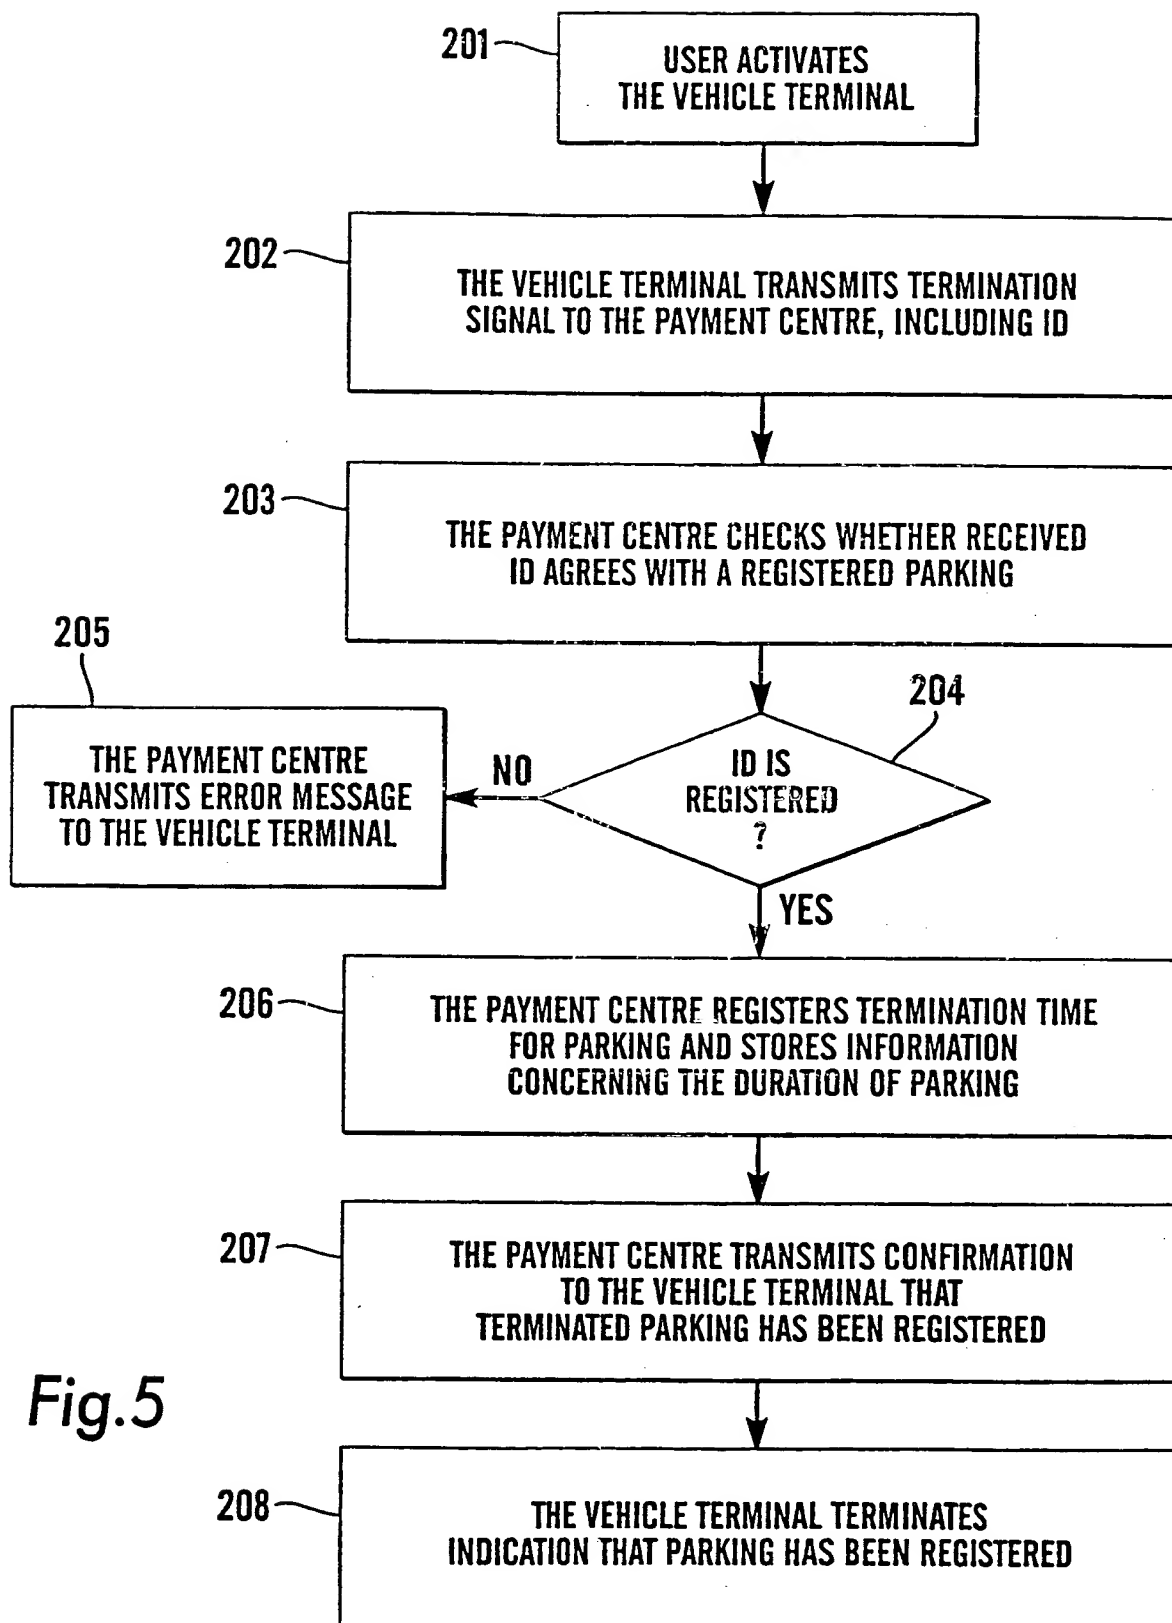 201
USER ACTIVATES
THE VEHICLE TERMINAL
202
THE VEHICLE TERMINAL TRANSMITS TERMINATION
SIGNAL TO THE PAYMENT CENTRE, INCLUDING ID
203
THE PAYMENT CENTRE CHECKS WHETHER RECEIVED
ID AGREES WITH A REGISTERED PARKING
204
ID IS
REGISTERED
?
NO
205
THE PAYMENT CENTRE
TRANSMITS ERROR MESSAGE
TO THE VEHICLE TERMINAL
YES
206
THE PAYMENT CENTRE REGISTERS TERMINATION TIME
FOR PARKING AND STORES INFORMATION
CONCERNING THE DURATION OF PARKING
207
THE PAYMENT CENTRE TRANSMITS CONFIRMATION
TO THE VEHICLE TERMINAL THAT
TERMINATED PARKING HAS BEEN REGISTERED
208
THE VEHICLE TERMINAL TERMINATES
INDICATION THAT PARKING HAS BEEN REGISTERED
Fig.5